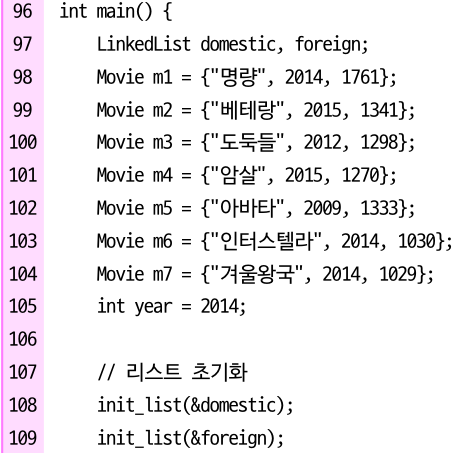 96 int main() {
97 LinkedList domestic, foreign;
98 Movie m1 = {"명량", 2014, 1761};
99 Movie m2 = {"베테랑", 2015, 1341};
100 Movie m3 = {"도둑들", 2012, 1298};
101 Movie m4 = {"암살", 2015, 1270};
102 Movie m5 = {"아바타", 2009, 1333};
103 Movie m6 = {"인터스텔라", 2014, 1030};
104 Movie m7 = {"겨울왕국", 2014, 1029};
105 int year = 2014;
106
107 // 리스트 초기화
108 init_list(&domestic);
109 init_list(&foreign);